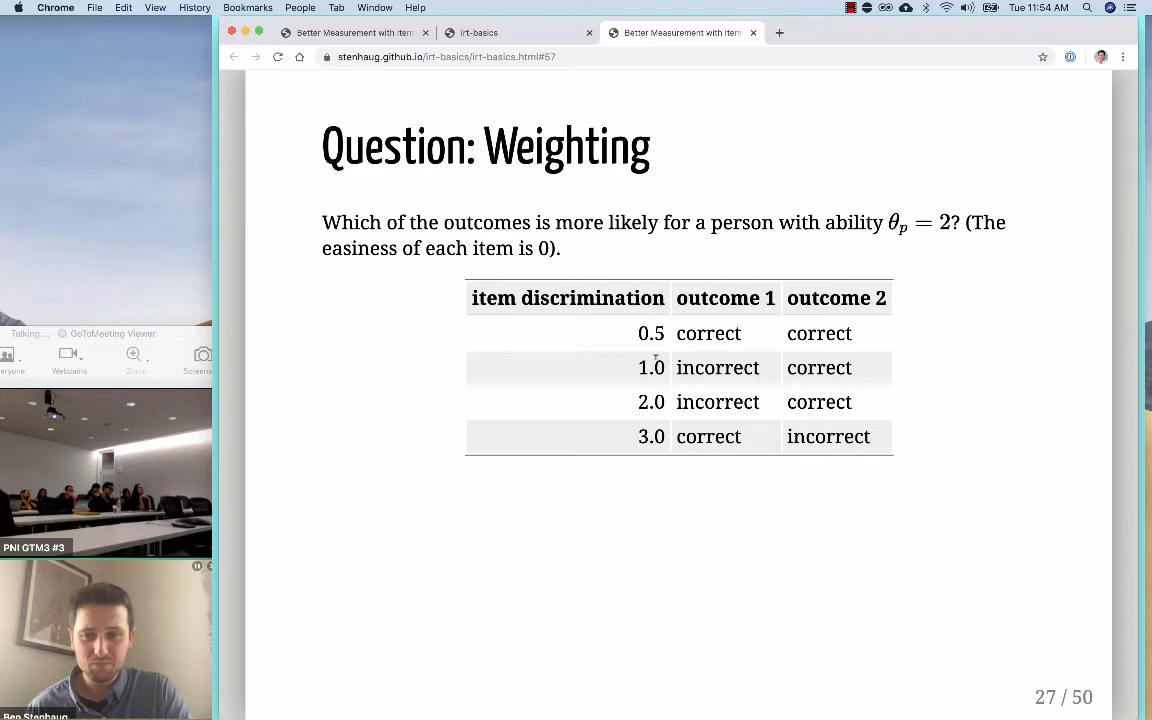 Chrome File Edit View History Bookmarks People Tab Window Help Tue 11:54 AM
Better Measurement with Item
irt-basics
Better Measurement with Item
stenhaug.github.io/irt-basics/irt-basics.html#57
Question: Weighting
Which of the outcomes is more likely for a person with ability θp = 2? (The
easiness of each item is 0).
item discrimination outcome 1 outcome 2
0.5 correct correct
1.0 incorrect correct
2.0 incorrect correct
3.0 correct incorrect
27 / 50
Talking:... GoToMeeting Viewer
eryone Webcams Zoom Screens
PNI GTM3 #3
Ben Stenhaug